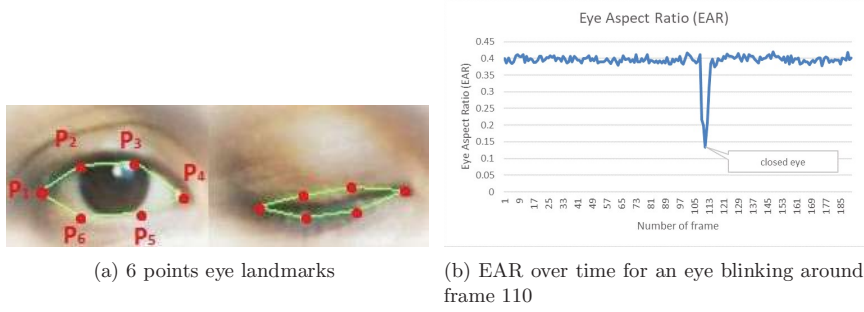 P2
P3
P1
P4
P6
P5
(a) 6 points eye landmarks
Eye Aspect Ratio (EAR)
Eye Aspect Ratio (EAR)
0.45
0.4
0.35
0.3
0.25
0.2
0.15
0.1
0.05
0
closed eye
1 9 17 25 33 41 49 57 65 73 81 89 97 105 113 121 129 137 145 153 161 169 177 185
Number of frame
(b) EAR over time for an eye blinking around
frame 110